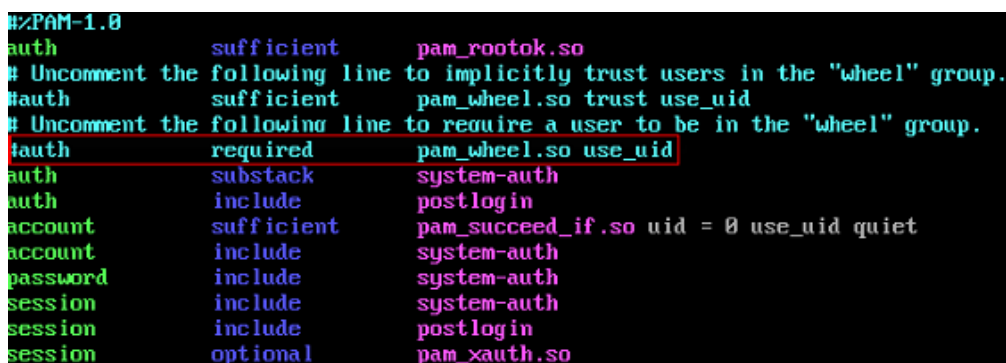 #%PAM-1.0
auth sufficient pam_rootok.so
# Uncomment the following line to implicitly trust users in the "wheel" group.
#auth sufficient pam_wheel.so trust use_uid
# Uncomment the following line to require a user to be in the "wheel" group.
#auth required pam_wheel.so use_uid
auth substack system-auth
auth include postlogin
account sufficient pam_succeed_if.so uid = 0 use_uid quiet
account include system-auth
password include system-auth
session include system-auth
session include postlogin
session optional pam_xauth.so